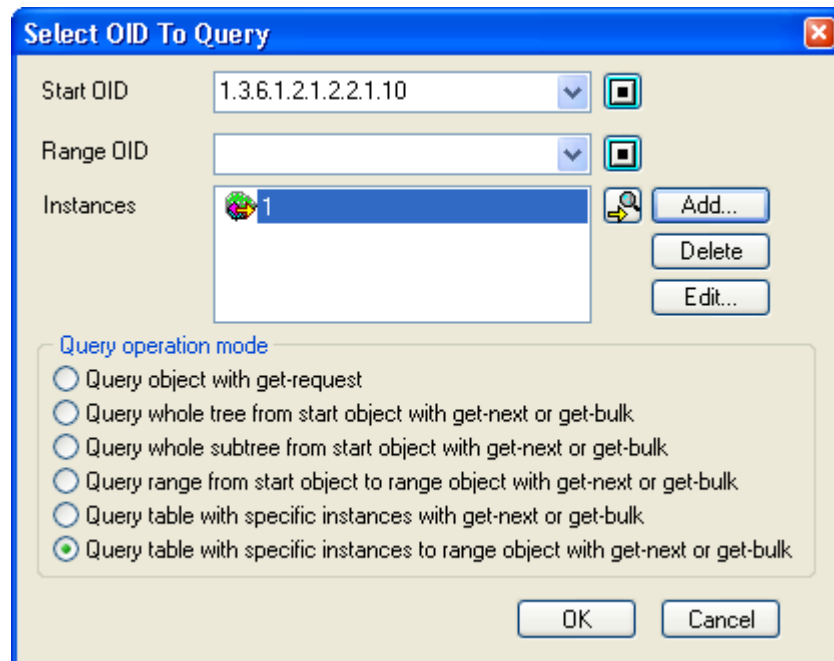 Select OID To Query
Start OID 1.3.6.1.2.1.2.2.1.10
Range OID
Instances 1 Add...
Delete
Edit...
Query operation mode
Query object with get-request
Query whole tree from start object with get-next or get-bulk
Query whole subtree from start object with get-next or get-bulk
Query range from start object to range object with get-next or get-bulk
Query table with specific instances with get-next or get-bulk
Query table with specific instances to range object with get-next or get-bulk
OK Cancel